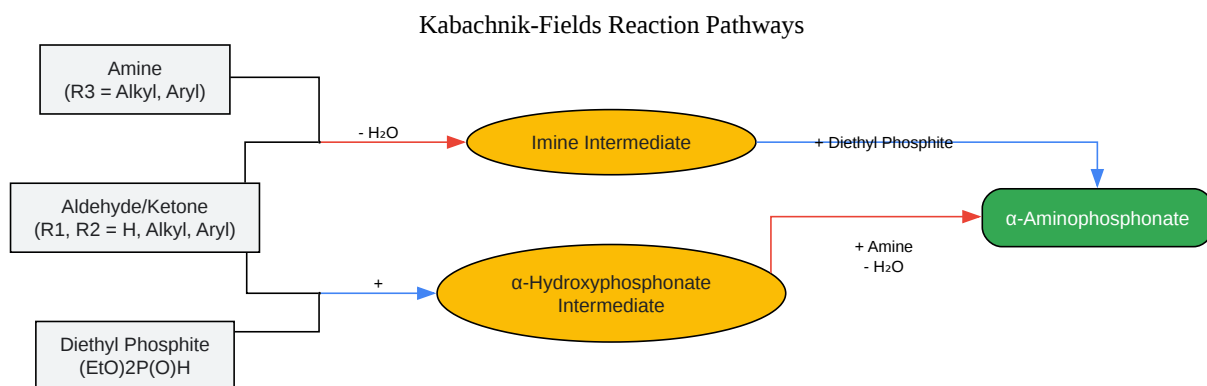 Kabachnik-Fields Reaction Pathways
Amine
(R3 = Alkyl, Aryl)
- H₂O
Imine Intermediate
+ Diethyl Phosphite
Aldehyde/Ketone
(R1, R2 = H, Alkyl, Aryl)
α-Aminophosphonate
+ Amine
- H₂O
+
α-Hydroxyphosphonate
Intermediate
Diethyl Phosphite
(EtO)2P(O)H